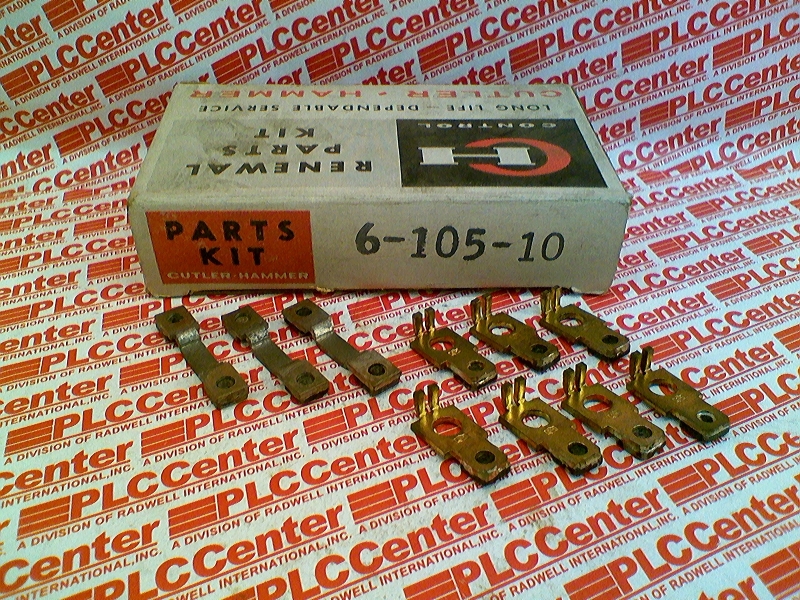 CUTLER-HAMMER
LONG LIFE - DEPENDABLE SERVICE
RENEWAL
PARTS
KIT
CH
CONTROL
PARTS
KIT
CUTLER-HAMMER
6-105-10
PLCCenter
A DIVISION OF RADWELL INTERNATIONAL, INC.